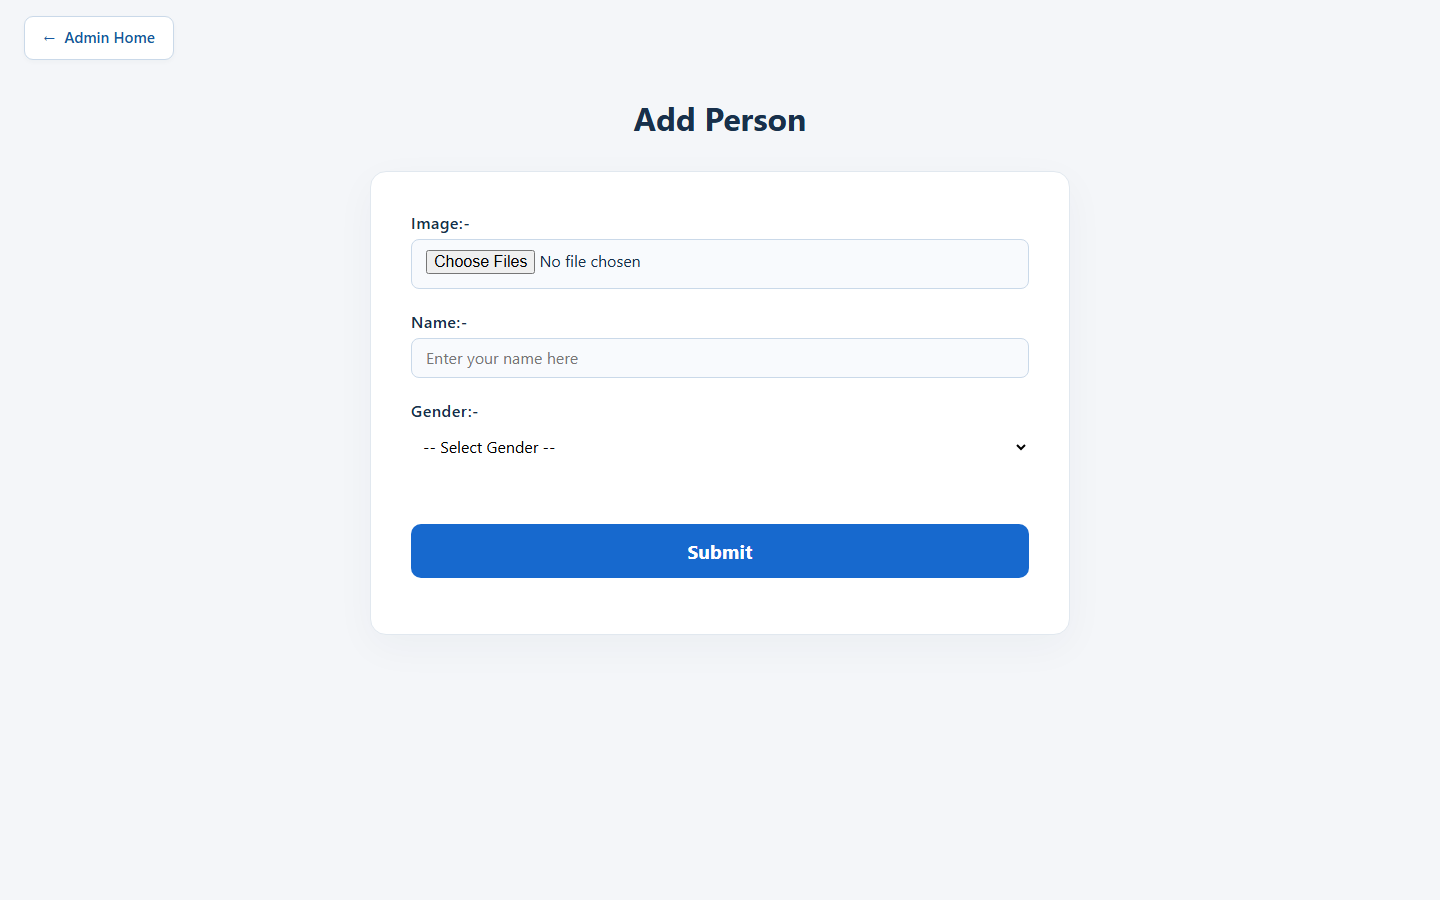 ← Admin Home
Add Person
Image:-
Choose Files No file chosen
Name:-
Enter your name here
Gender:-
-- Select Gender --
Submit